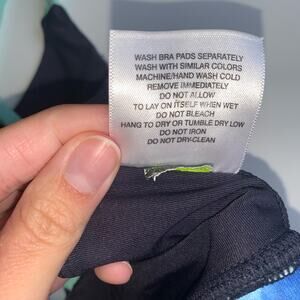 WASH BRA PADS SEPARATELY
WASH WITH SIMILAR COLORS
MACHINE/HAND WASH COLD
REMOVE IMMEDIATELY
DO NOT ALLOW
TO LAY ON ITSELF WHEN WET
DO NOT BLEACH
HANG TO DRY OR TUMBLE DRY LOW
DO NOT IRON
DO NOT DRY-CLEAN